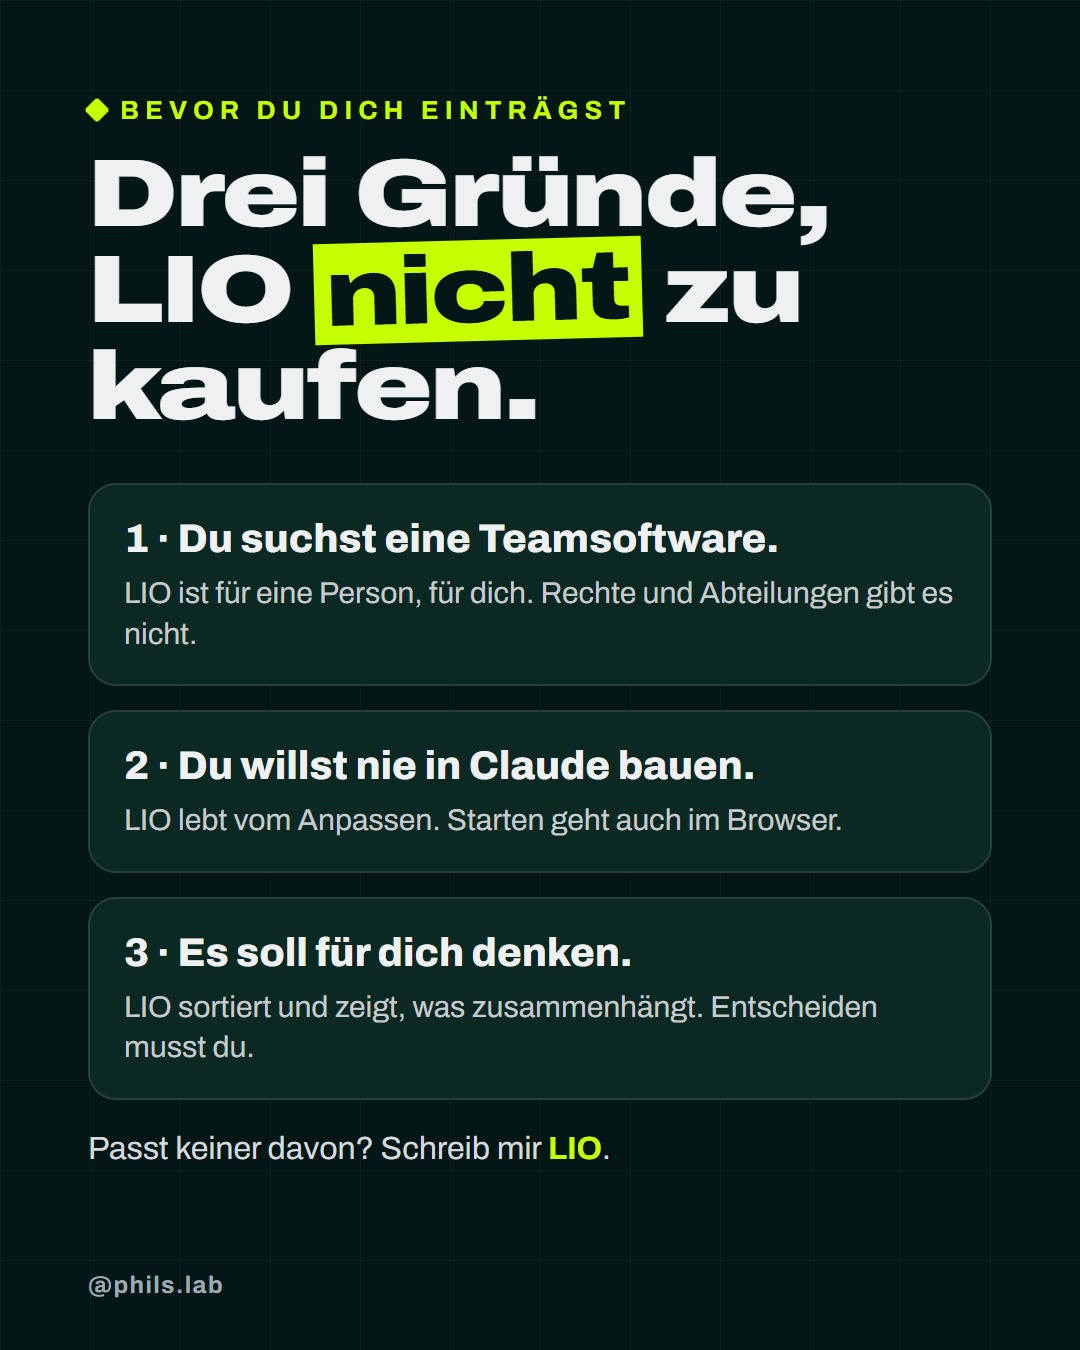 BEVOR DU DICH EINTRÄGST
Drei Gründe,
LIO nicht zu
kaufen.
1 · Du suchst eine Teamsoftware.
LIO ist für eine Person, für dich. Rechte und Abteilungen gibt es
nicht.
2 · Du willst nie in Claude bauen.
LIO lebt vom Anpassen. Starten geht auch im Browser.
3 · Es soll für dich denken.
LIO sortiert und zeigt, was zusammenhängt. Entscheiden
musst du.
Passt keiner davon? Schreib mir LIO.
@phils.lab